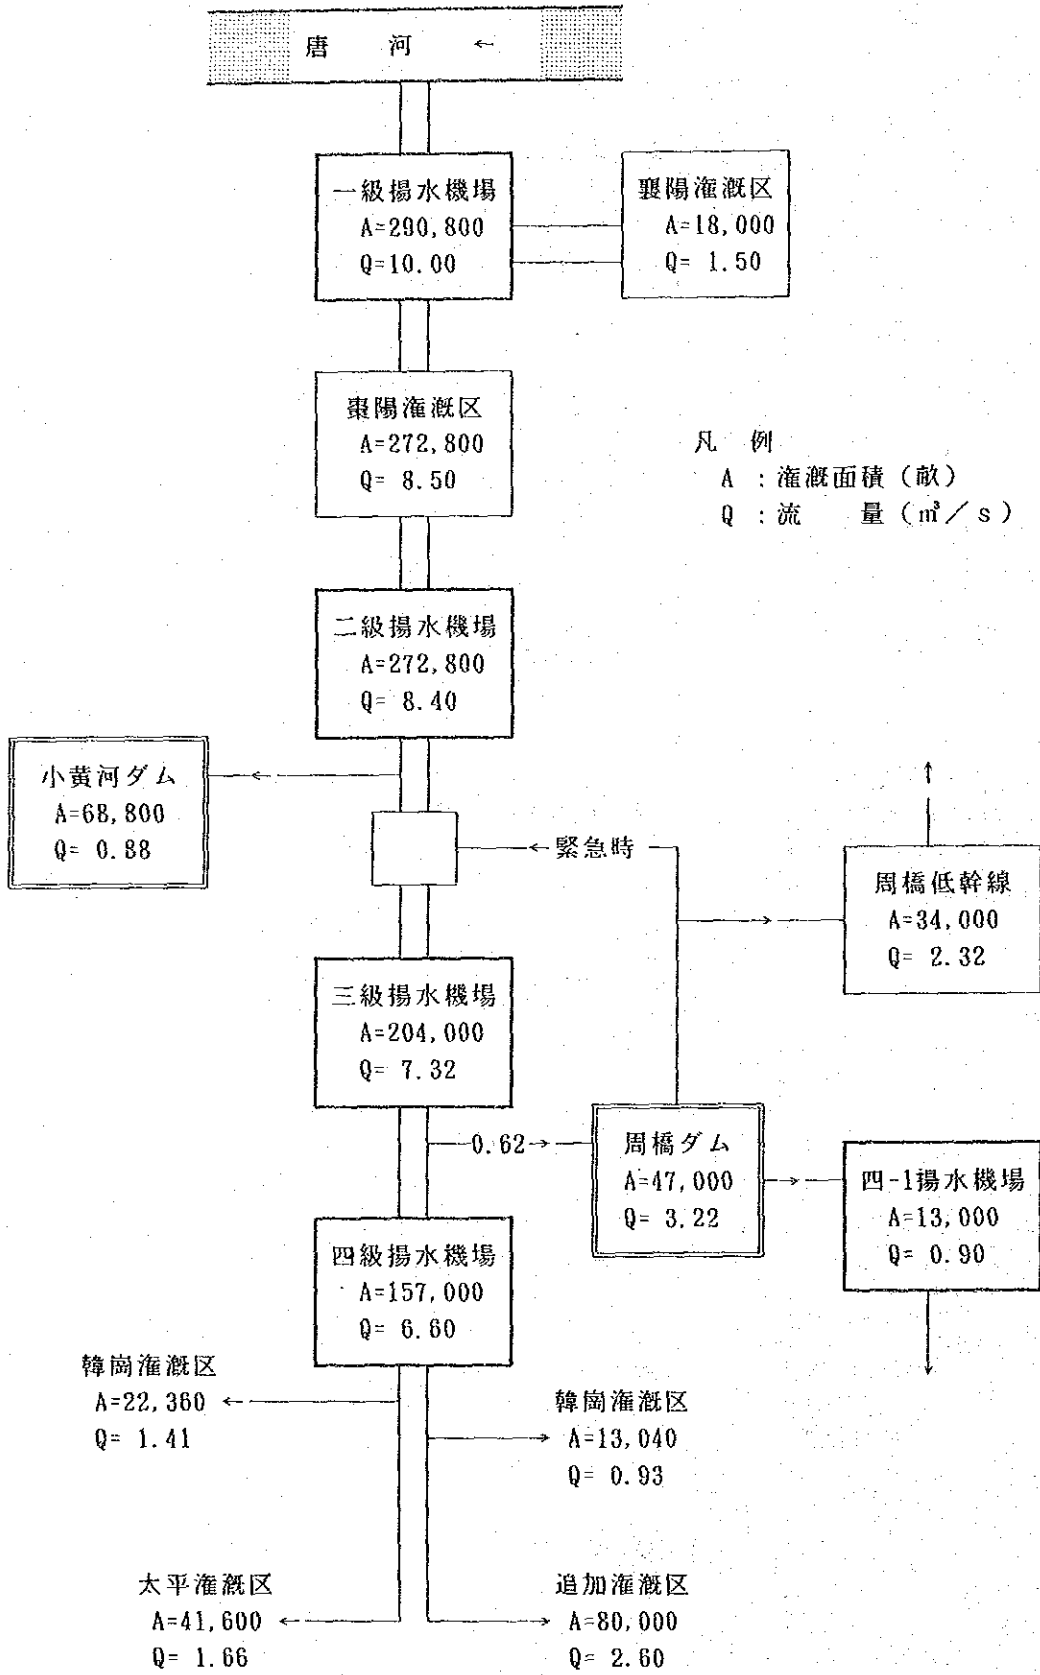 唐 河 ←
一級揚水機場
A=290,800
Q=10.00
襄陽潅漑区
A=18,000
Q= 1.50
棗陽潅漑区
A=272,800
Q= 8.50
凡 例
A :潅漑面積(畝)
Q :流 量(㎥/s)
二級揚水機場
A=272,800
Q= 8.40
小黄河ダム
A=68,800
Q= 0.88
←緊急時
周橋低幹線
A=34,000
Q= 2.32
三級揚水機場
A=204,000
Q= 7.32
0.62→
周橋ダム
A=47,000
Q= 3.22
四-1揚水機場
A=13,000
Q= 0.90
四級揚水機場
A=157,000
Q= 6.60
韓崗潅漑区
A=22,360 ←
Q= 1.41
韓崗潅漑区
→ A=13,040
Q= 0.93
太平潅漑区
A=41,600 ←
Q= 1.66
追加潅漑区
→ A=80,000
Q= 2.60